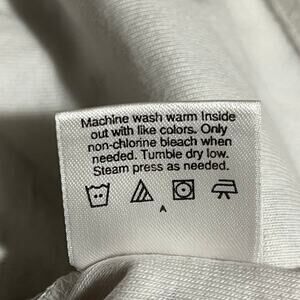 Machine wash warm Inside
out with like colors. Only
non-chlorine bleach when
needed. Tumble dry low.
Steam press as needed.
A